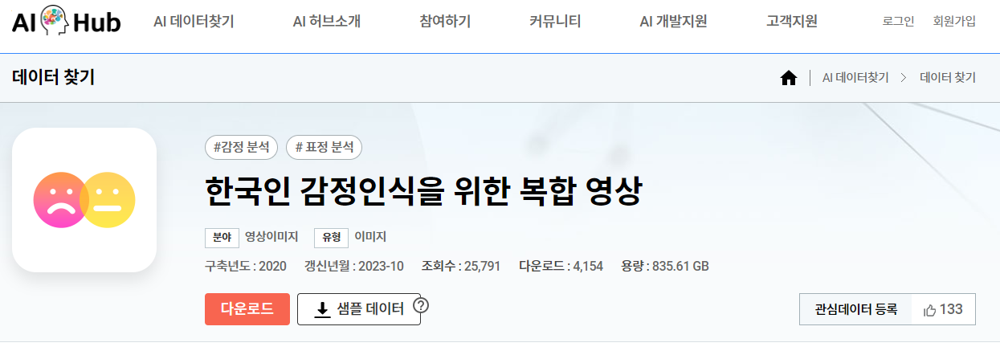 AI Hub
AI 데이터찾기 AI 허브소개 참여하기 커뮤니티 AI 개발지원 고객지원 로그인 회원가입
데이터 찾기
AI 데이터찾기 > 데이터 찾기
#감정 분석 # 표정 분석
한국인 감정인식을 위한 복합 영상
분야 영상이미지 유형 이미지
구축년도 : 2020 갱신년월 : 2023-10 조회수 : 25,791 다운로드 : 4,154 용량 : 835.61 GB
다운로드 샘플 데이터 ? 관심데이터 등록 133